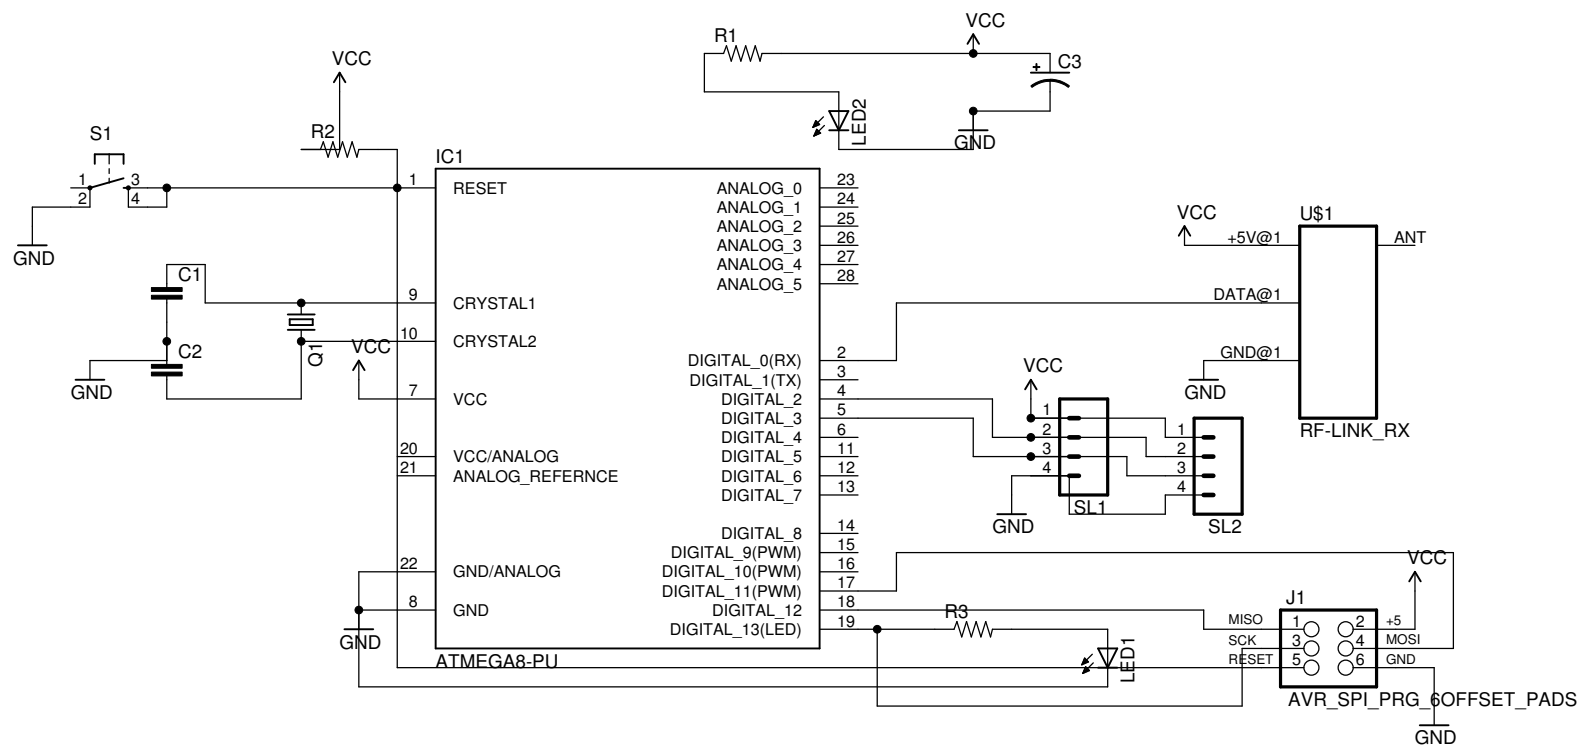 VCC
R1
C3
+
VCC
LED2
GND
S1
R2
IC1
1
2
3
4
1
RESET
GND
ANALOG_0
23
ANALOG_1
24
ANALOG_2
25
ANALOG_3
26
ANALOG_4
27
ANALOG_5
28
VCC
U$1
+5V@1
ANT
C1
9
CRYSTAL1
DATA@1
10
CRYSTAL2
C2
Q1
VCC
GND
7
VCC
DIGITAL_0(RX)
2
DIGITAL_1(TX)
3
DIGITAL_2
4
DIGITAL_3
5
DIGITAL_4
6
DIGITAL_5
11
DIGITAL_6
12
DIGITAL_7
13
GND@1
GND
RF-LINK_RX
VCC
1
2
3
4
SL1
GND
1
2
3
4
SL2
20
VCC/ANALOG
21
ANALOG_REFERNCE
DIGITAL_8
14
DIGITAL_9(PWM)
15
DIGITAL_10(PWM)
16
DIGITAL_11(PWM)
17
DIGITAL_12
18
DIGITAL_13(LED)
19
22
GND/ANALOG
8
GND
GND
ATMEGA8-PU
R3
LED1
VCC
J1
MISO
1
2
+5
SCK
3
4
MOSI
RESET
5
6
GND
AVR_SPI_PRG_6OFFSET_PADS
GND